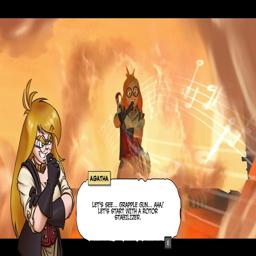 AGATHA
LET'S SEE... GRAPPLE GUN... AHA!
LET'S START WITH A ROTOR
STABILIZER.